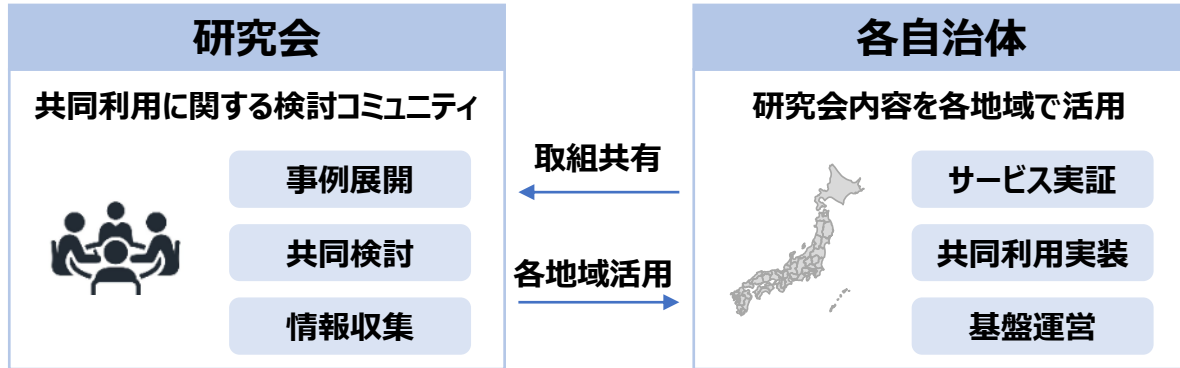 研究会
共同利用に関する検討コミュニティ
事例展開
共同検討
情報収集
取組共有
各地域活用
各自治体
研究会内容を各地域で活用
サービス実証
共同利用実装
基盤運営